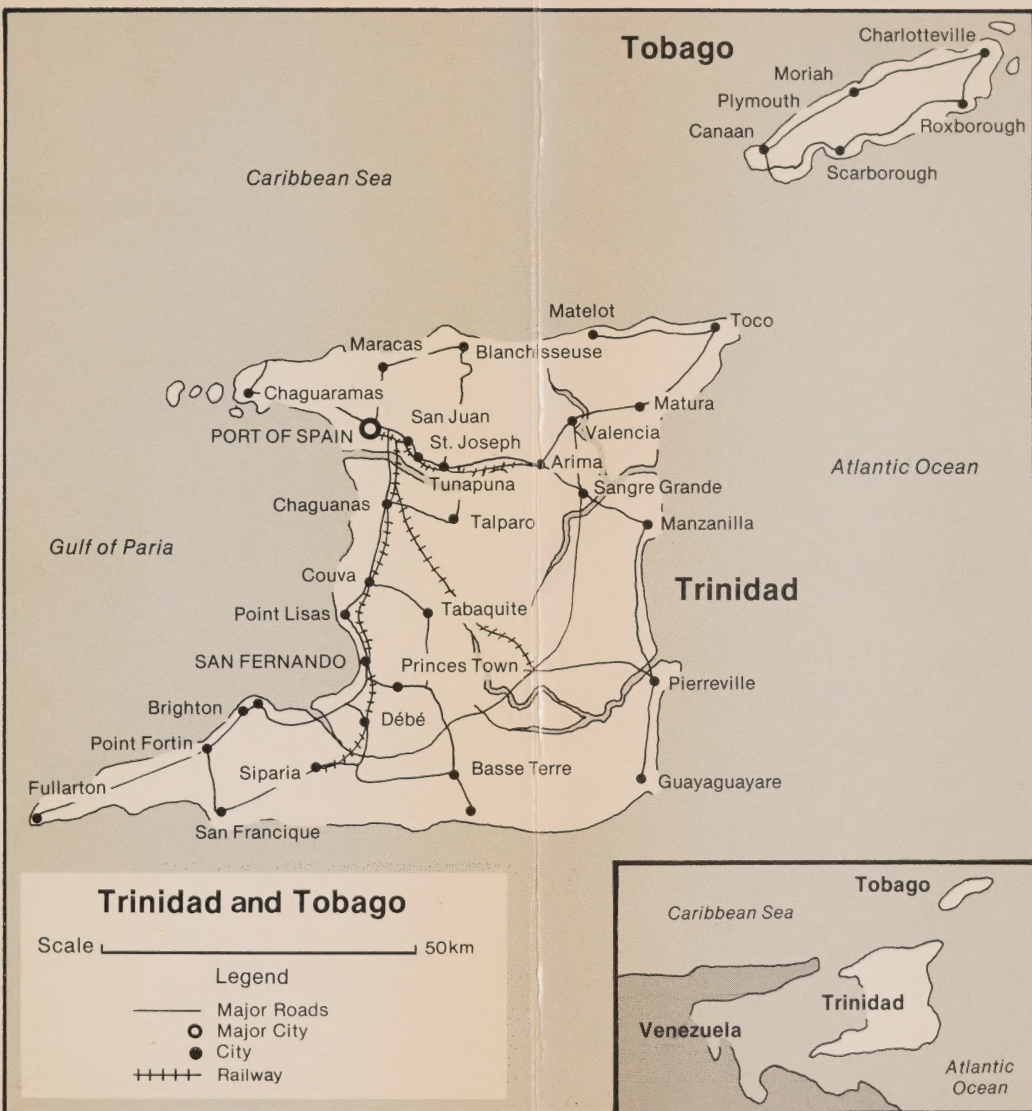 Tobago
Charlotteville
Moriah
Plymouth
Canaan
Roxborough
Scarborough
Caribbean Sea
Matelot
Toco
Maracas
Blanchisseuse
Chaguaramas
Matura
San Juan
PORT OF SPAIN
Valencia
St. Joseph
Arima
Atlantic Ocean
Tunapuna
Sangre Grande
Chaguanas
Talparo
Manzanilla
Gulf of Paria
Couva
Trinidad
Point Lisas
Tabaquite
SAN FERNANDO
Princes Town
Pierreville
Brighton
Débé
Point Fortin
Siparia
Basse Terre
Guayaguayare
Fullarton
San Francique
Trinidad and Tobago
Scale 50km
Legend
Major Roads
Major City
City
Railway
Tobago
Caribbean Sea
Trinidad
Venezuela
Atlantic
Ocean